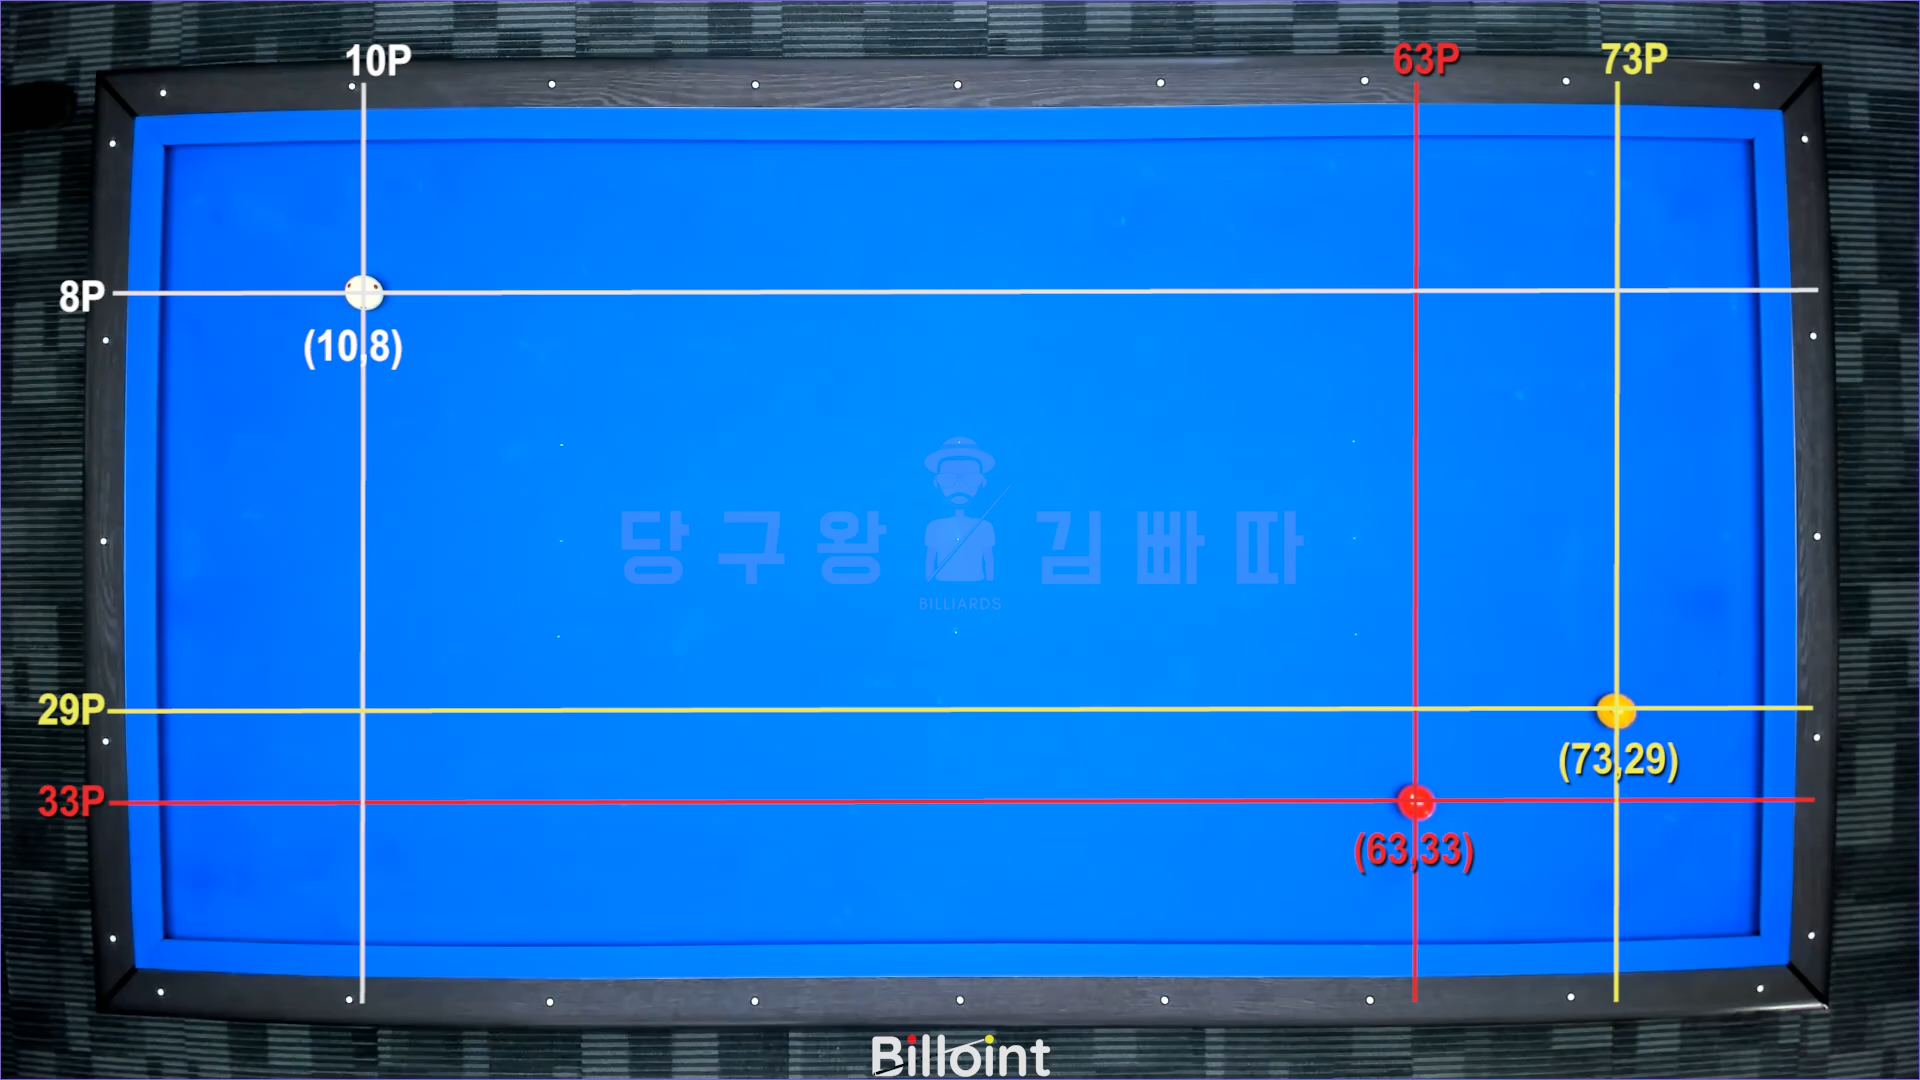 10P
63P
73P
8P
(10,8)
당구왕 김빠따
BILLIARDS
29P
(73,29)
33P
(63,33)
Billoint